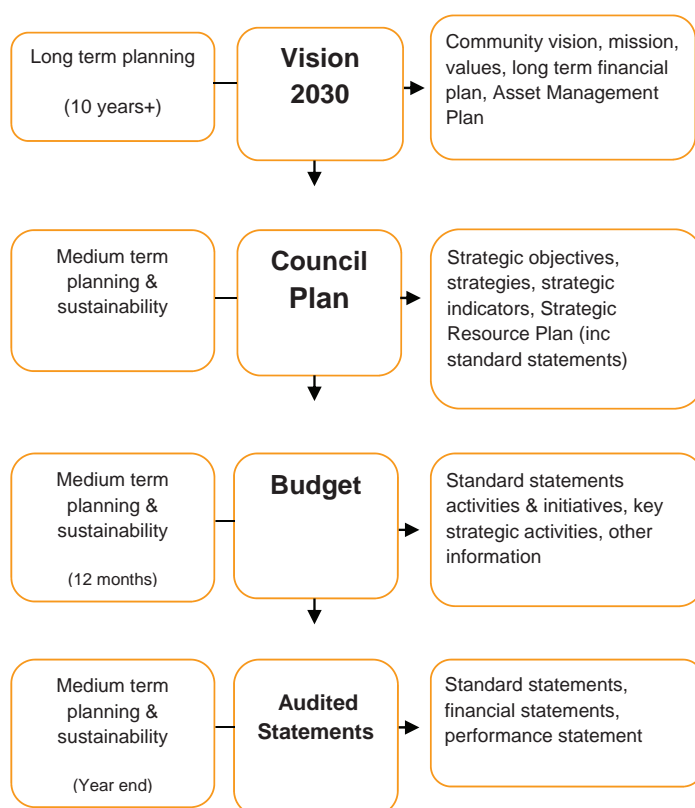 Long term planning
(10 years+)
Vision
2030
Community vision, mission,
values, long term financial
plan, Asset Management
Plan
Medium term
planning &
sustainability
Council
Plan
Strategic objectives,
strategies, strategic
indicators, Strategic
Resource Plan (inc
standard statements)
Medium term
planning &
sustainability
(12 months)
Budget
Standard statements
activities & initiatives, key
strategic activities, other
information
Medium term
planning &
sustainability
(Year end)
Audited
Statements
Standard statements,
financial statements,
performance statement